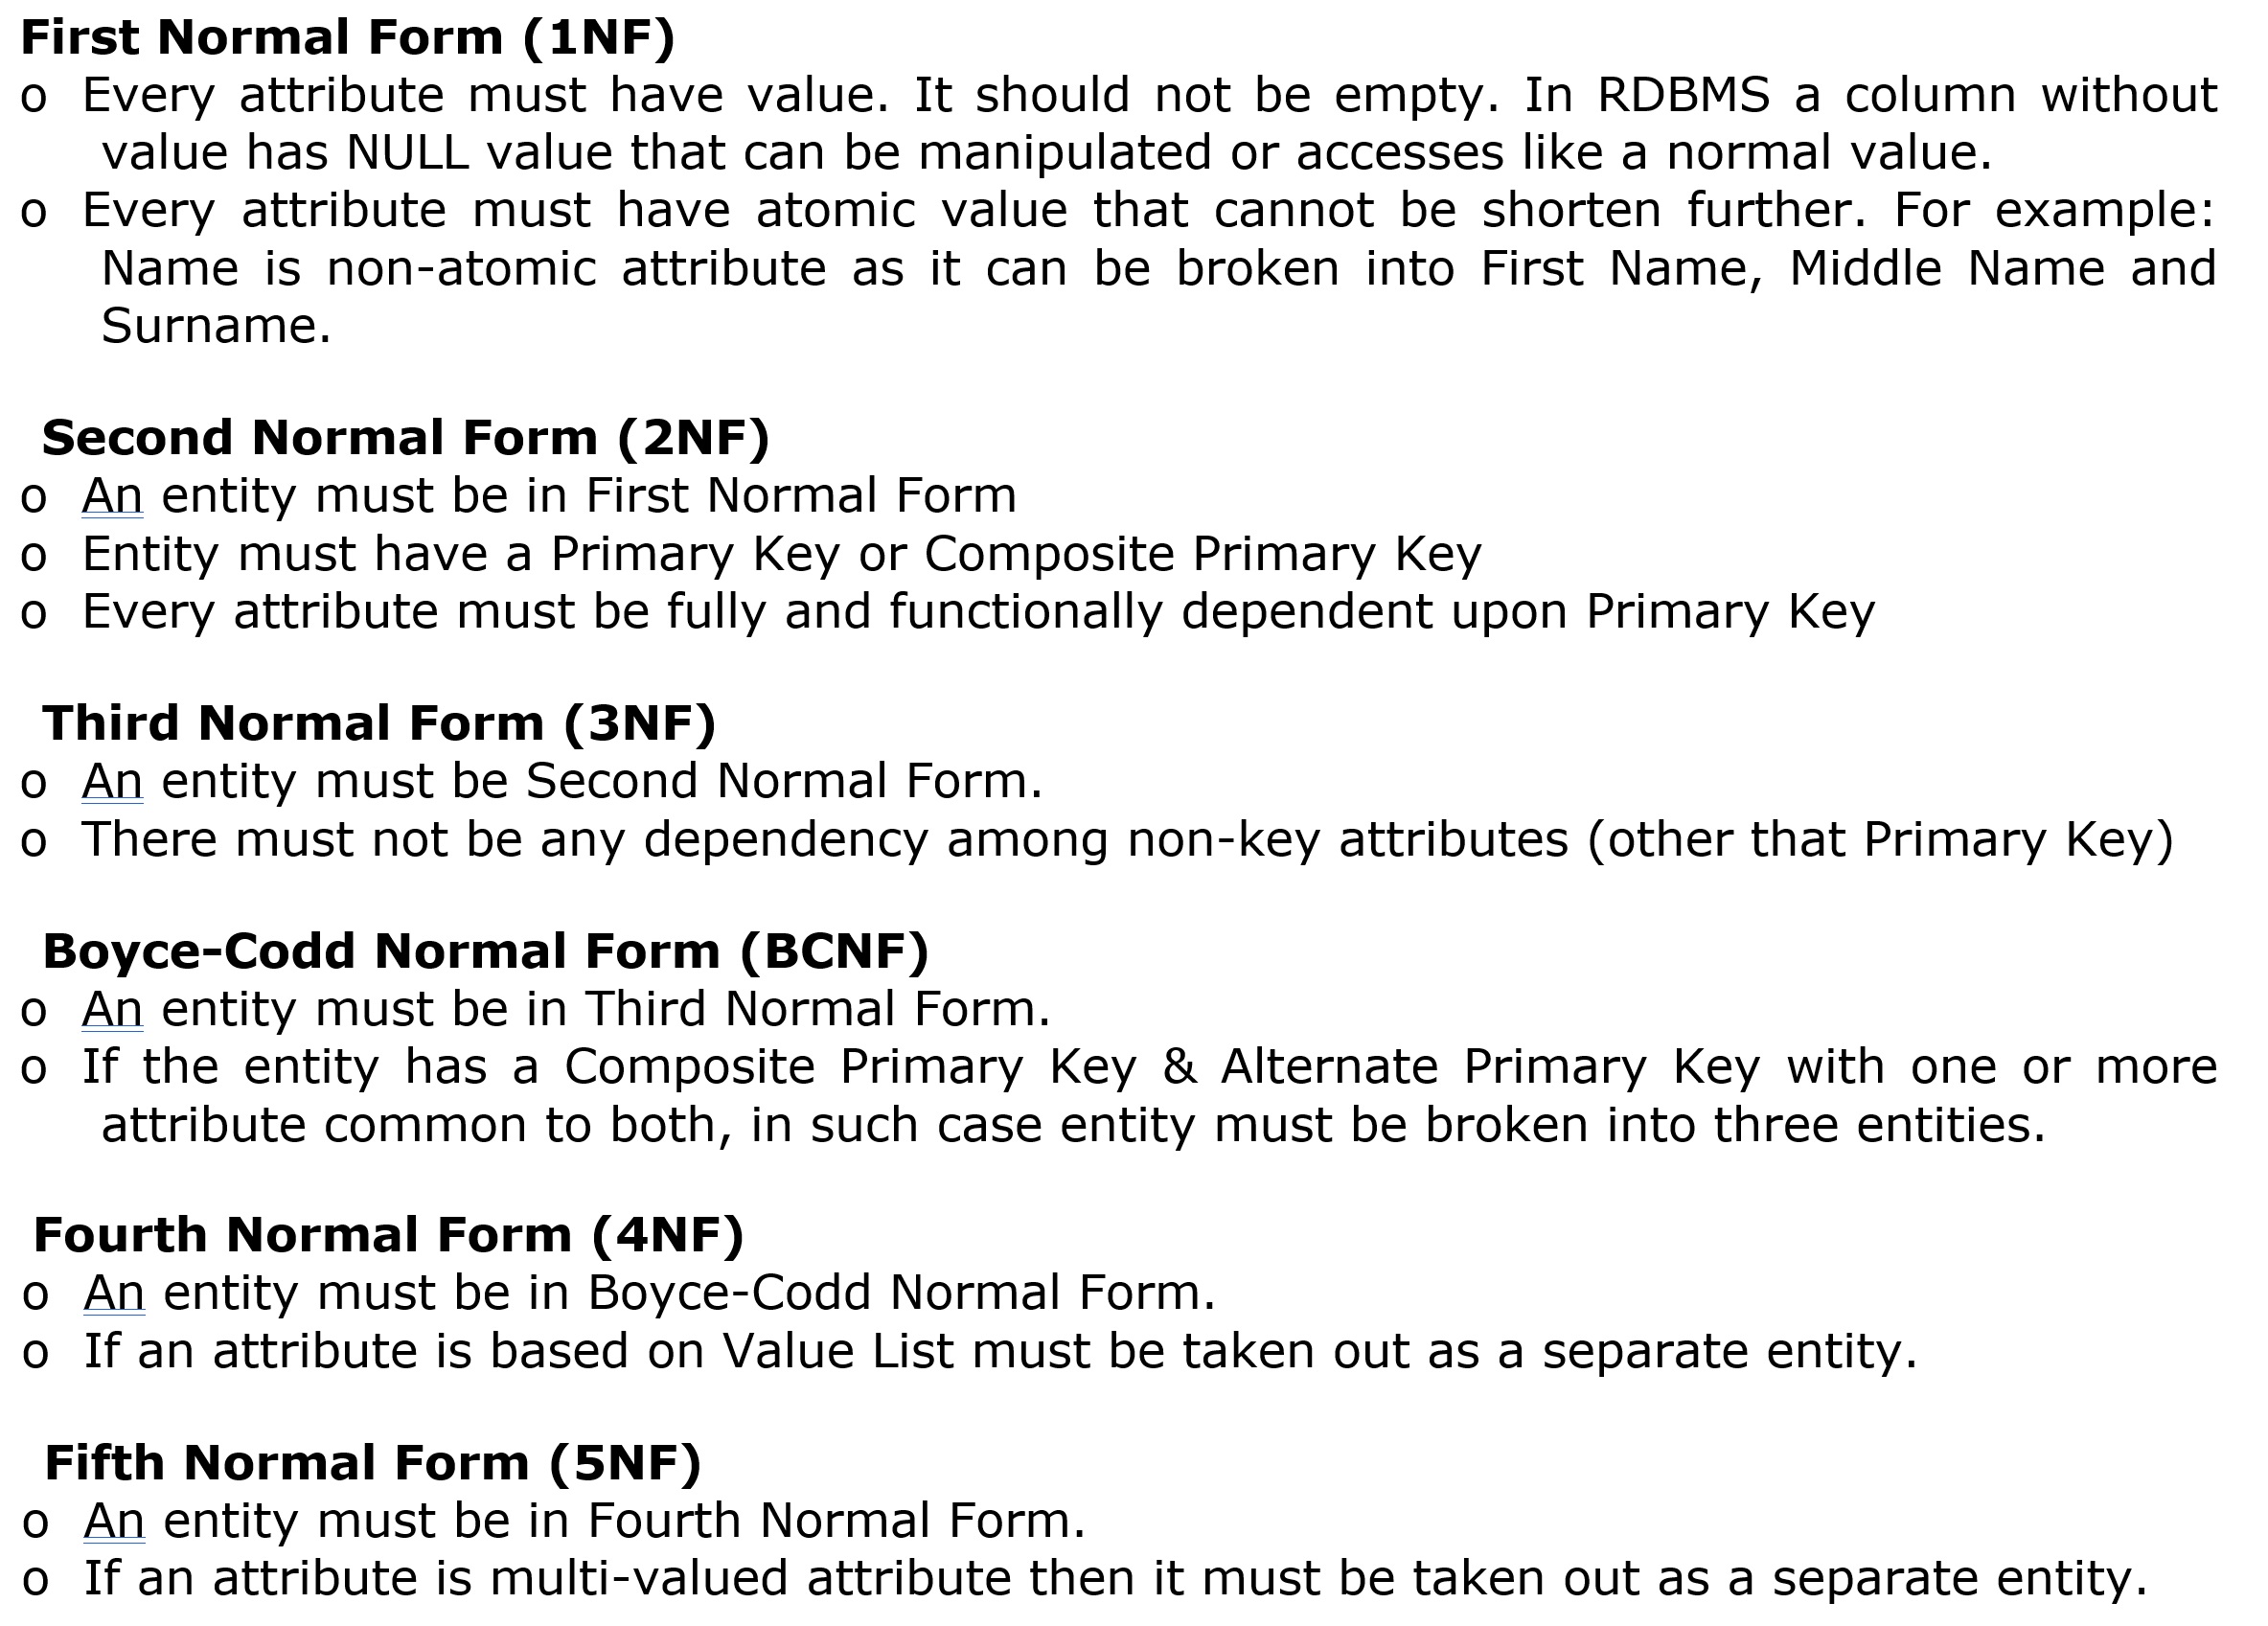 First Normal Form (1NF)
o Every attribute must have value. It should not be empty. In RDBMS a column without
value has NULL value that can be manipulated or accesses like a normal value.
o Every attribute must have atomic value that cannot be shorten further. For example:
Name is non-atomic attribute as it can be broken into First Name, Middle Name and
Surname.
Second Normal Form (2NF)
o An entity must be in First Normal Form
o Entity must have a Primary Key or Composite Primary Key
o Every attribute must be fully and functionally dependent upon Primary Key
Third Normal Form (3NF)
o An entity must be Second Normal Form.
o There must not be any dependency among non-key attributes (other that Primary Key)
Boyce-Codd Normal Form (BCNF)
o An entity must be in Third Normal Form.
o If the entity has a Composite Primary Key & Alternate Primary Key with one or more
attribute common to both, in such case entity must be broken into three entities.
Fourth Normal Form (4NF)
o An entity must be in Boyce-Codd Normal Form.
o If an attribute is based on Value List must be taken out as a separate entity.
Fifth Normal Form (5NF)
o An entity must be in Fourth Normal Form.
o If an attribute is multi-valued attribute then it must be taken out as a separate entity.